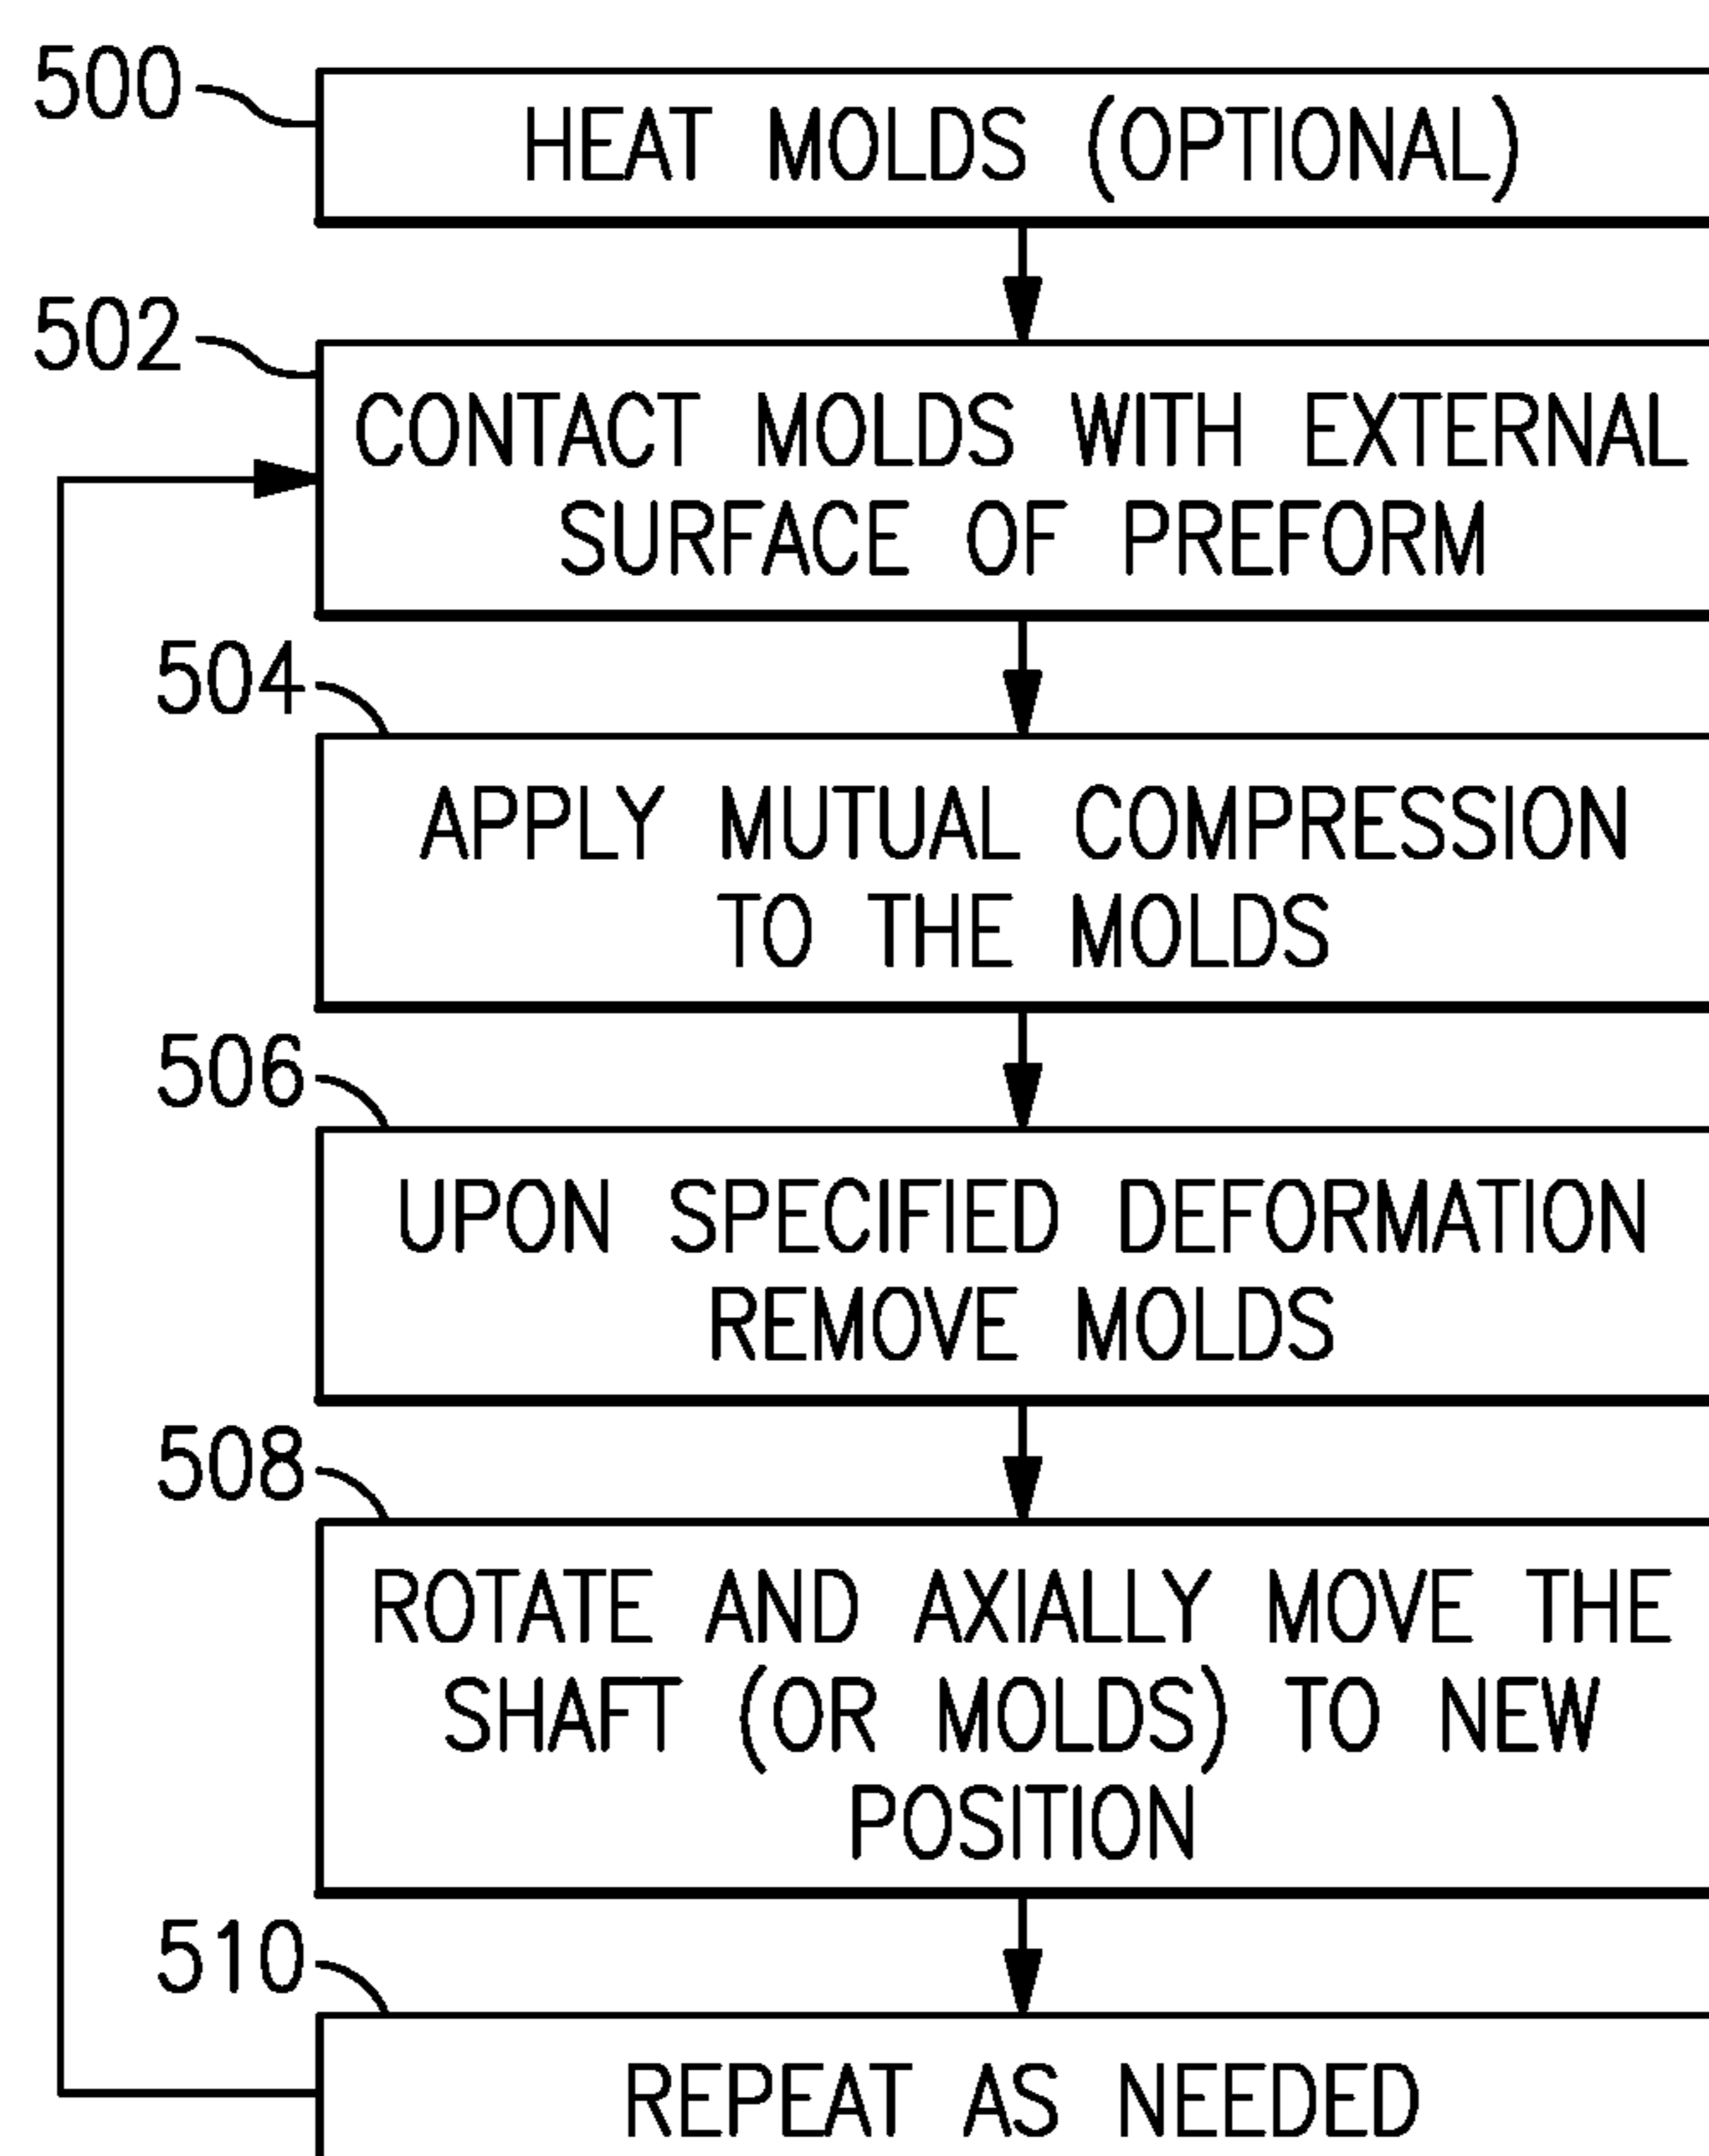 500
HEAT MOLDS (OPTIONAL)
502
CONTACT MOLDS WITH EXTERNAL
SURFACE OF PREFORM
504
APPLY MUTUAL COMPRESSION
TO THE MOLDS
506
UPON SPECIFIED DEFORMATION
REMOVE MOLDS
508
ROTATE AND AXIALLY MOVE THE
SHAFT (OR MOLDS) TO NEW
POSITION
510
REPEAT AS NEEDED